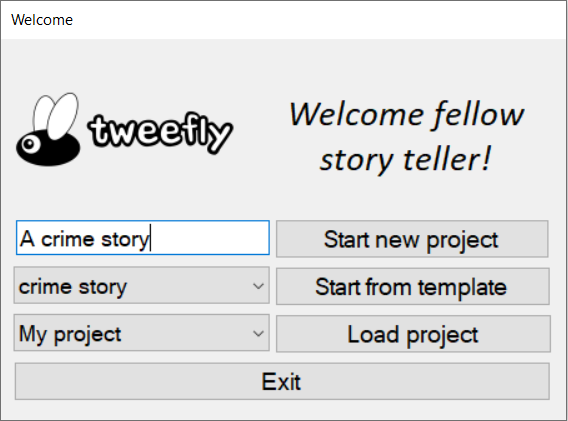 Welcome
tweefly
Welcome fellow
story teller!
A crime story
Start new project
crime story
Start from template
My project
Load project
Exit